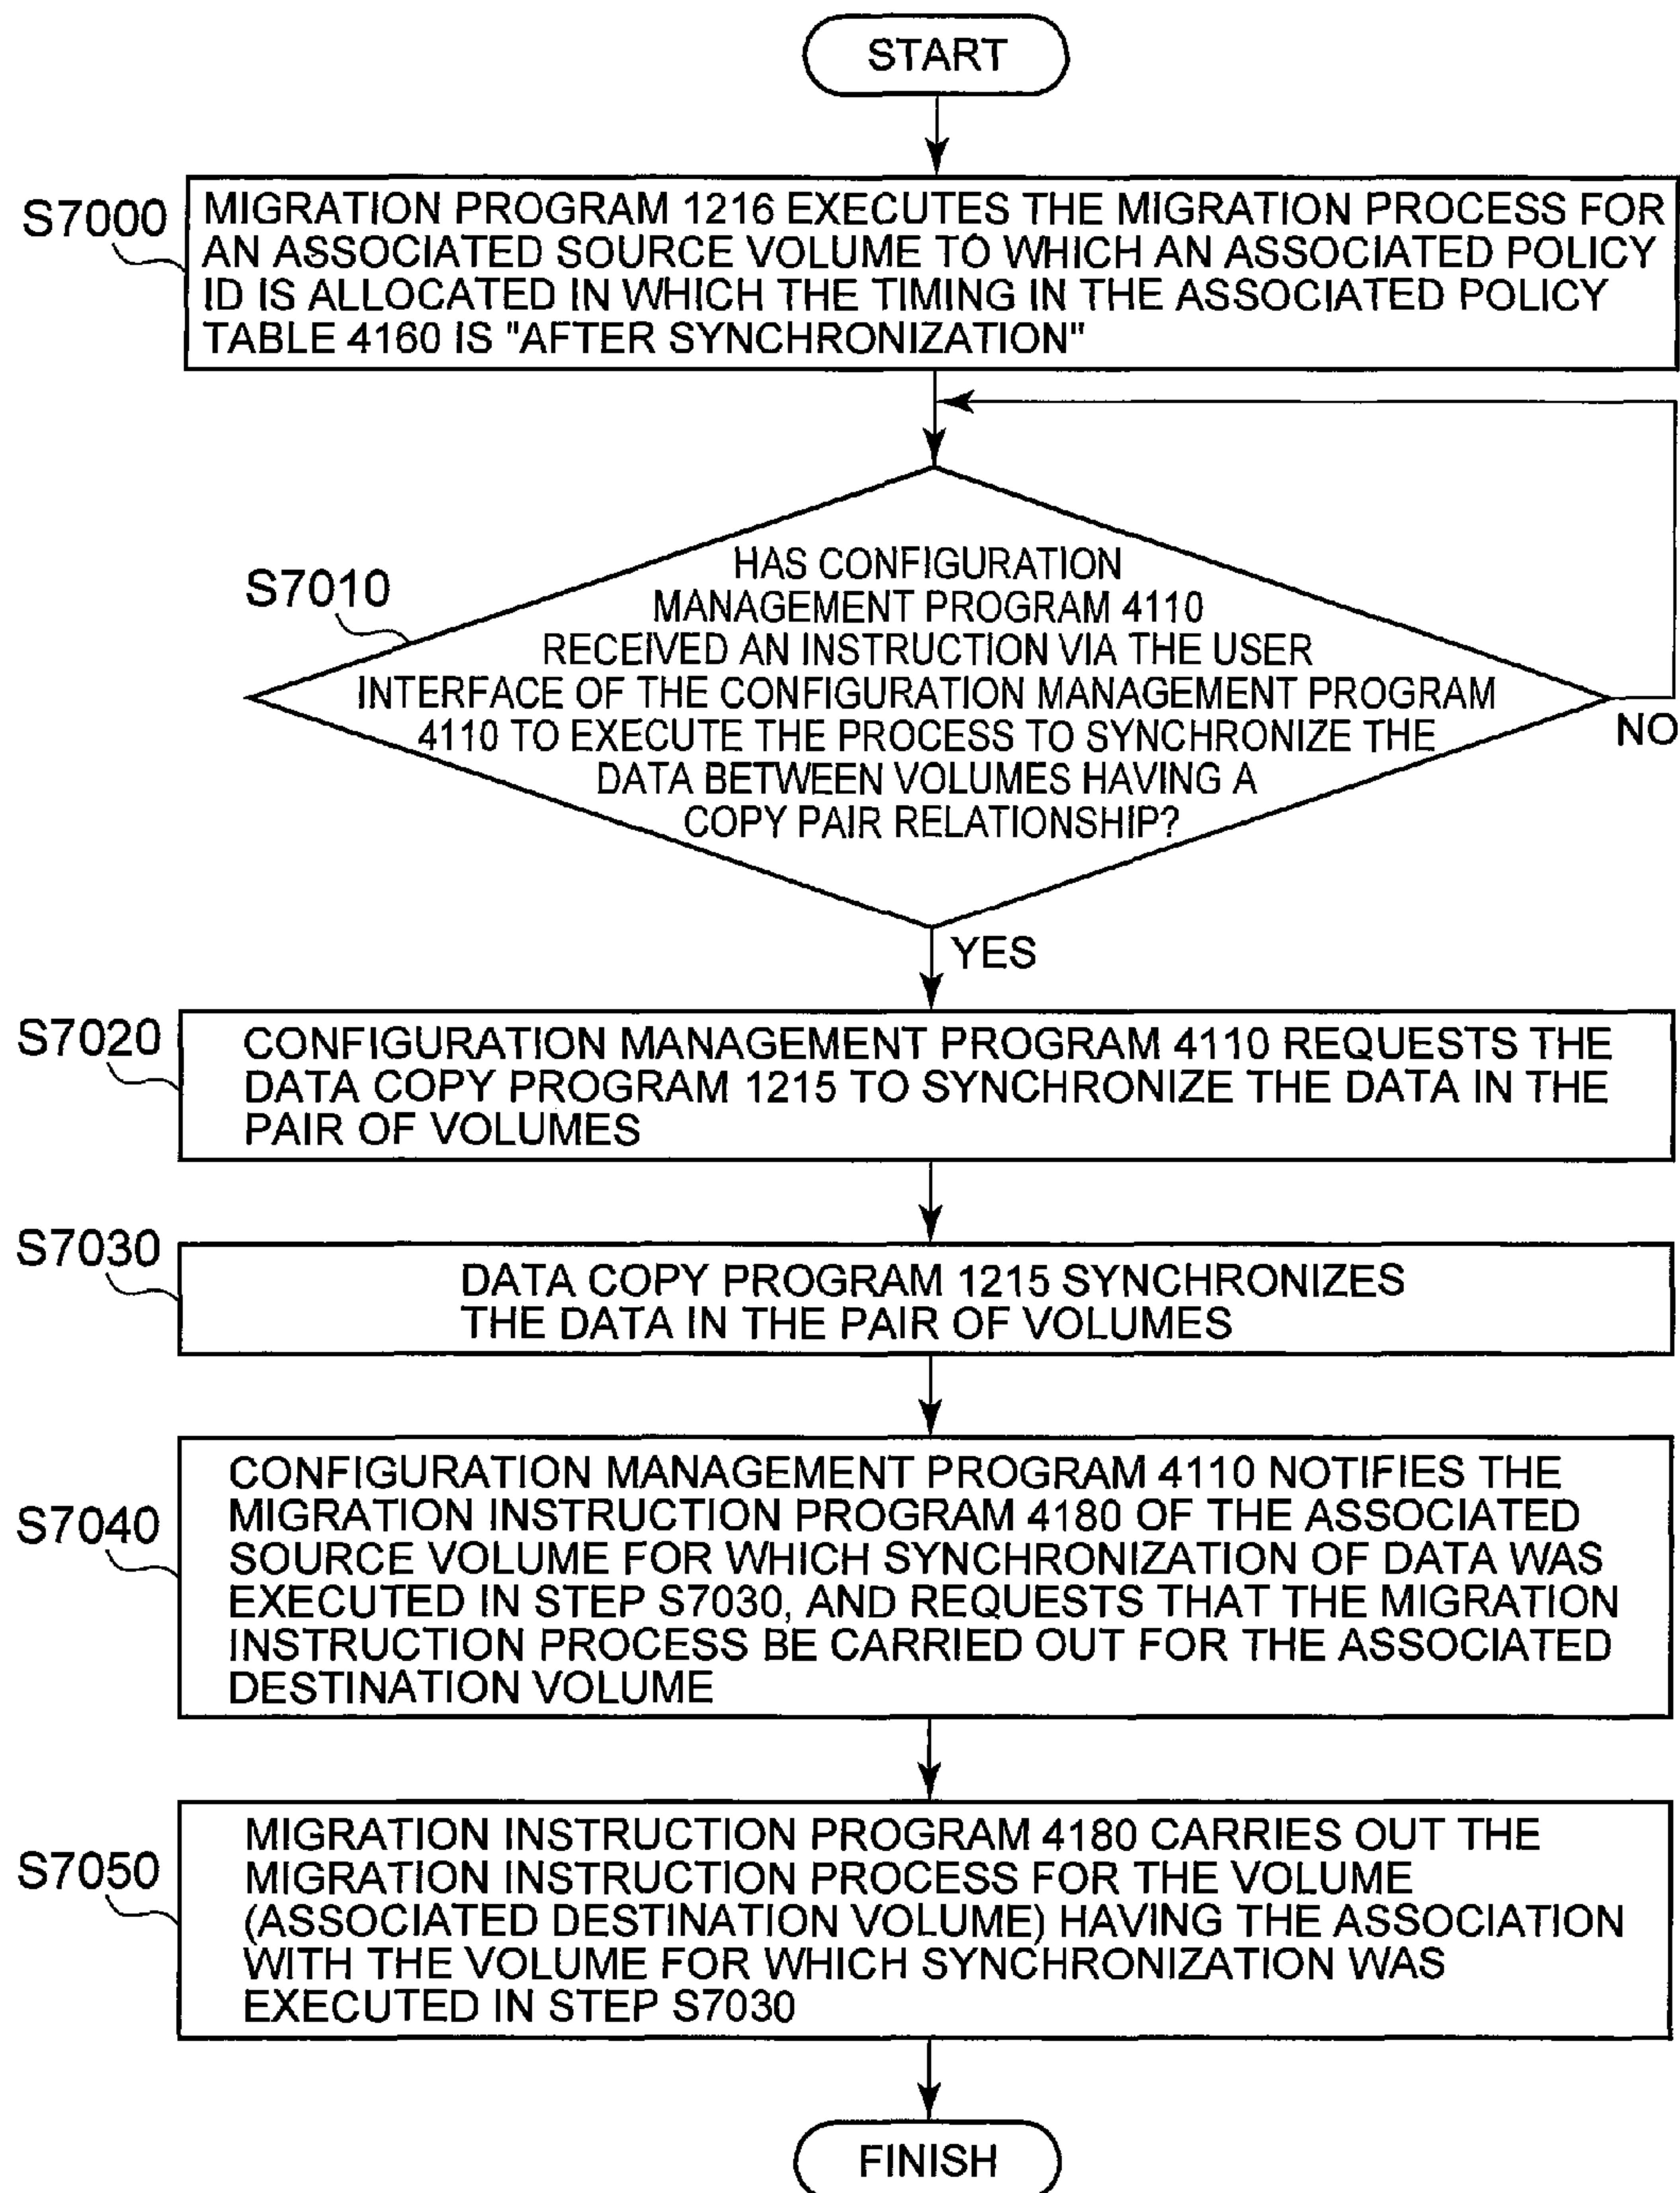 START
S7000
MIGRATION PROGRAM 1216 EXECUTES THE MIGRATION PROCESS FOR
AN ASSOCIATED SOURCE VOLUME TO WHICH AN ASSOCIATED POLICY
ID IS ALLOCATED IN WHICH THE TIMING IN THE ASSOCIATED POLICY
TABLE 4160 IS "AFTER SYNCHRONIZATION"
S7010
HAS CONFIGURATION
MANAGEMENT PROGRAM 4110
RECEIVED AN INSTRUCTION VIA THE USER
INTERFACE OF THE CONFIGURATION MANAGEMENT PROGRAM
4110 TO EXECUTE THE PROCESS TO SYNCHRONIZE THE
DATA BETWEEN VOLUMES HAVING A
COPY PAIR RELATIONSHIP?
NO
YES
S7020
CONFIGURATION MANAGEMENT PROGRAM 4110 REQUESTS THE
DATA COPY PROGRAM 1215 TO SYNCHRONIZE THE DATA IN THE
PAIR OF VOLUMES
S7030
DATA COPY PROGRAM 1215 SYNCHRONIZES
THE DATA IN THE PAIR OF VOLUMES
S7040
CONFIGURATION MANAGEMENT PROGRAM 4110 NOTIFIES THE
MIGRATION INSTRUCTION PROGRAM 4180 OF THE ASSOCIATED
SOURCE VOLUME FOR WHICH SYNCHRONIZATION OF DATA WAS
EXECUTED IN STEP S7030, AND REQUESTS THAT THE MIGRATION
INSTRUCTION PROCESS BE CARRIED OUT FOR THE ASSOCIATED
DESTINATION VOLUME
S7050
MIGRATION INSTRUCTION PROGRAM 4180 CARRIES OUT THE
MIGRATION INSTRUCTION PROCESS FOR THE VOLUME
(ASSOCIATED DESTINATION VOLUME) HAVING THE ASSOCIATION
WITH THE VOLUME FOR WHICH SYNCHRONIZATION WAS
EXECUTED IN STEP S7030
FINISH